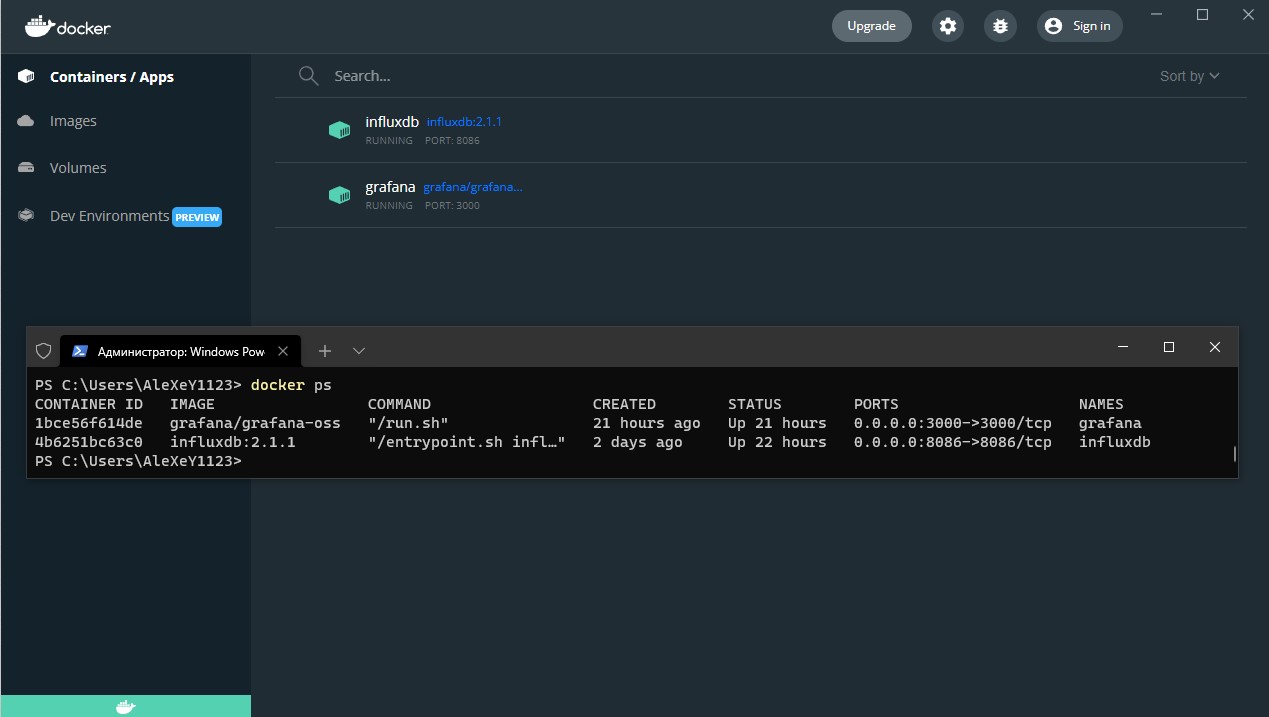 docker
Upgrade
Sign in
Containers / Apps
Images
Volumes
Dev Environments PREVIEW
Search...
Sort by
influxdb influxdb:2.1.1
RUNNING PORT: 8086
grafana grafana/grafana...
RUNNING PORT: 3000
Администратор: Windows Pow
PS C:\Users\AleXeY1123> docker ps
CONTAINER ID IMAGE COMMAND CREATED STATUS PORTS NAMES
1bce56f614de grafana/grafana-oss "/run.sh" 21 hours ago Up 21 hours 0.0.0.0:3000->3000/tcp grafana
4b6251bc63c0 influxdb:2.1.1 "/entrypoint.sh infl…" 2 days ago Up 22 hours 0.0.0.0:8086->8086/tcp influxdb
PS C:\Users\AleXeY1123>